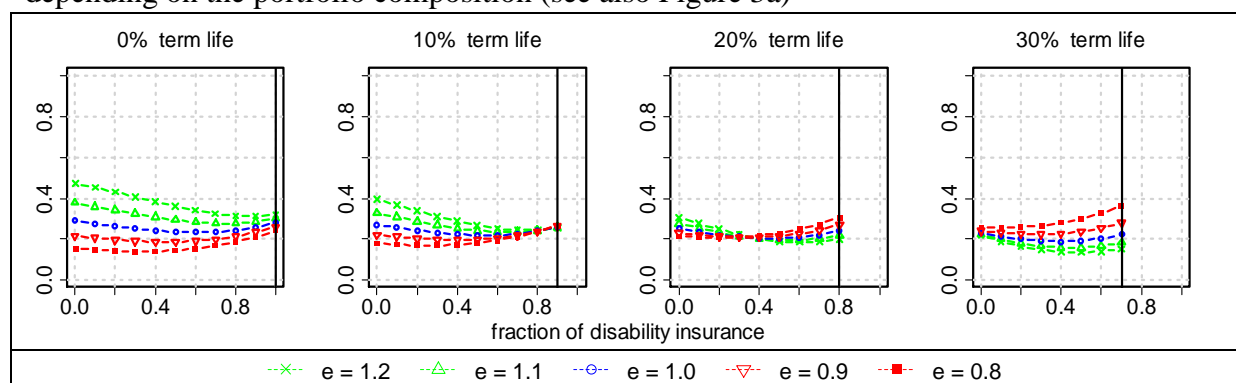 depending on the portfolio composition (see also Figure
0% term life 10% term life 20% term life 30% term life
0.8 0.8 0.8 0.8
0.4 0.4 0.4 0.4
0.0 0.0 0.0 0.0
0.0 0.4 0.8 0.0 0.4 0.8 0.0 0.4 0.8 0.0 0.4 0.8
fraction of disability insurance
e = 1.2 e = 1.1 e = 1.0 e = 0.9 e = 0.8